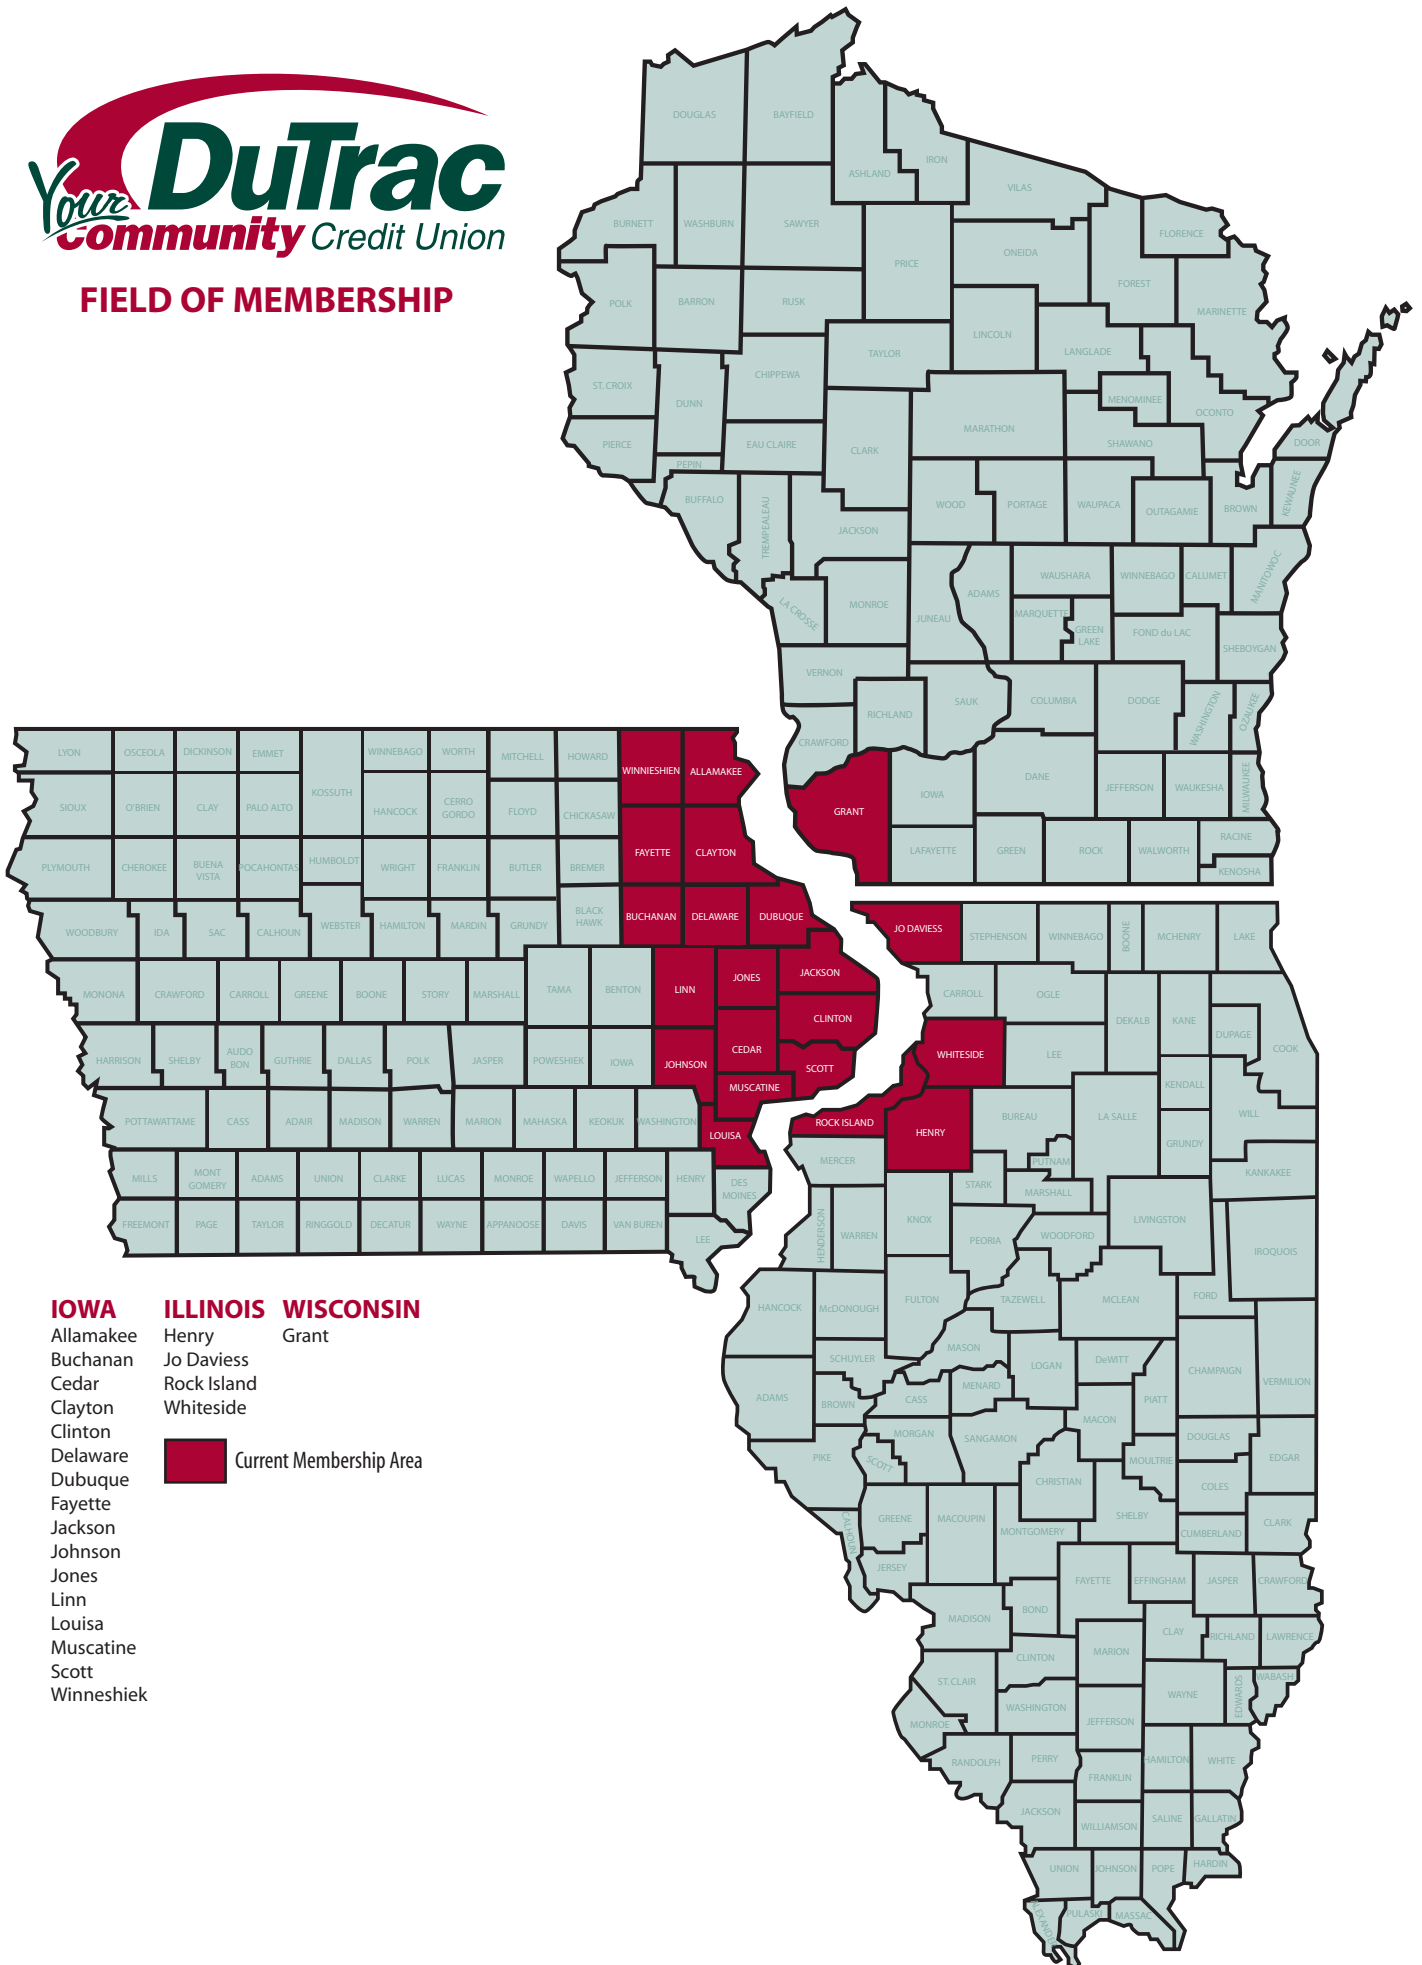 Your
DuTrac
Community Credit Union
FIELD OF MEMBERSHIP
DOUGLAS
BAYFIELD
ASHLAND
IRON
VILAS
BURNETT
WASHBURN
SAWYER
PRICE
ONEIDA
FLORENCE
FOREST
MARINETTE
POLK
BARRON
RUSK
LINCOLN
TAYLOR
LANGLADE
ST. CROIX
DUNN
CHIPPEWA
MENOMINEE
OCONTO
MARATHON
SHAWANO
DOOR
PIERCE
EAU CLAIRE
CLARK
PEPIN
BUFFALO
TREMPEALEAU
JACKSON
WOOD
PORTAGE
WAUPACA
OUTAGAMIE
BROWN
KEWAUNEE
WAUSHARA
WINNEBAGO
CALUMET
MANITOWOC
LA CROSSE
MONROE
JUNEAU
ADAMS
MARQUETTE
GREEN
LAKE
FOND du LAC
SHEBOYGAN
VERNON
RICHLAND
SAUK
COLUMBIA
DODGE
WASHINGTON
OZAUKEE
CRAWFORD
GRANT
IOWA
DANE
JEFFERSON
WAUKESHA
MILWAUKEE
LAFAYETTE
GREEN
ROCK
WALWORTH
RACINE
KENOSHA
LYON
OSCEOLA
DICKINSON
EMMET
KOSSUTH
WINNEBAGO
WORTH
MITCHELL
HOWARD
WINNIESHIEN
ALLAMAKEE
SIOUX
O'BRIEN
CLAY
PALO ALTO
HANCOCK
CERRO
GORDO
FLOYD
CHICKASAW
PLYMOUTH
CHEROKEE
BUENA
VISTA
POCAHONTAS
HUMBOLDT
WRIGHT
FRANKLIN
BUTLER
BREMER
FAYETTE
CLAYTON
WOODBURY
IDA
SAC
CALHOUN
WEBSTER
HAMILTON
MARDIN
GRUNDY
BLACK
HAWK
BUCHANAN
DELAWARE
DUBUQUE
MONONA
CRAWFORD
CARROLL
GREENE
BOONE
STORY
MARSHALL
TAMA
BENTON
LINN
JONES
JACKSON
CLINTON
HARRISON
SHELBY
AUDO
BON
GUTHRIE
DALLAS
POLK
JASPER
POWESHIEK
IOWA
JOHNSON
CEDAR
SCOTT
MUSCATINE
POTTAWATTAME
CASS
ADAIR
MADISON
WARREN
MARION
MAHASKA
KEOKUK
WASHINGTON
LOUISA
MILLS
MONT
GOMERY
ADAMS
UNION
CLARKE
LUCAS
MONROE
WAPELLO
JEFFERSON
HENRY
DES
MOINES
FREEMONT
PAGE
TAYLOR
RINGGOLD
DECATUR
WAYNE
APPANOOSE
DAVIS
VAN BUREN
LEE
JO DAVIESS
STEPHENSON
WINNEBAGO
BOONE
MCHENRY
LAKE
CARROLL
OGLE
DEKALB
KANE
DUPAGE
COOK
WHITESIDE
LEE
KENDALL
ROCK ISLAND
HENRY
BUREAU
LA SALLE
WILL
GRUNDY
MERCER
PUTNAM
KANKAKEE
STARK
MARSHALL
HENDERSON
WARREN
KNOX
PEORIA
WOODFORD
LIVINGSTON
IROQUOIS
HANCOCK
McDONOUGH
FULTON
TAZEWELL
MCLEAN
FORD
SCHUYLER
MASON
LOGAN
DeWITT
CHAMPAIGN
VERMILION
ADAMS
BROWN
CASS
MENARD
PIATT
MACON
MORGAN
SANGAMON
DOUGLAS
EDGAR
PIKE
SCOTT
CHRISTIAN
MOULTRIE
COLES
CALHOUN
GREENE
MACOUPIN
MONTGOMERY
SHELBY
CUMBERLAND
CLARK
JERSEY
FAYETTE
EFFINGHAM
JASPER
CRAWFORD
MADISON
BOND
CLAY
RICHLAND
LAWRENCE
CLINTON
MARION
ST. CLAIR
WAYNE
EDWARDS
WABASH
MONROE
WASHINGTON
JEFFERSON
RANDOLPH
PERRY
HAMILTON
WHITE
FRANKLIN
JACKSON
WILLIAMSON
SALINE
GALLATIN
UNION
JOHNSON
POPE
HARDIN
ALEXANDER
PULASKI
MASSAC
IOWA
Allamakee
Buchanan
Cedar
Clayton
Clinton
Delaware
Dubuque
Fayette
Jackson
Johnson
Jones
Linn
Louisa
Muscatine
Scott
Winneshiek
ILLINOIS
Henry
Jo Daviess
Rock Island
Whiteside
WISCONSIN
Grant
Current Membership Area